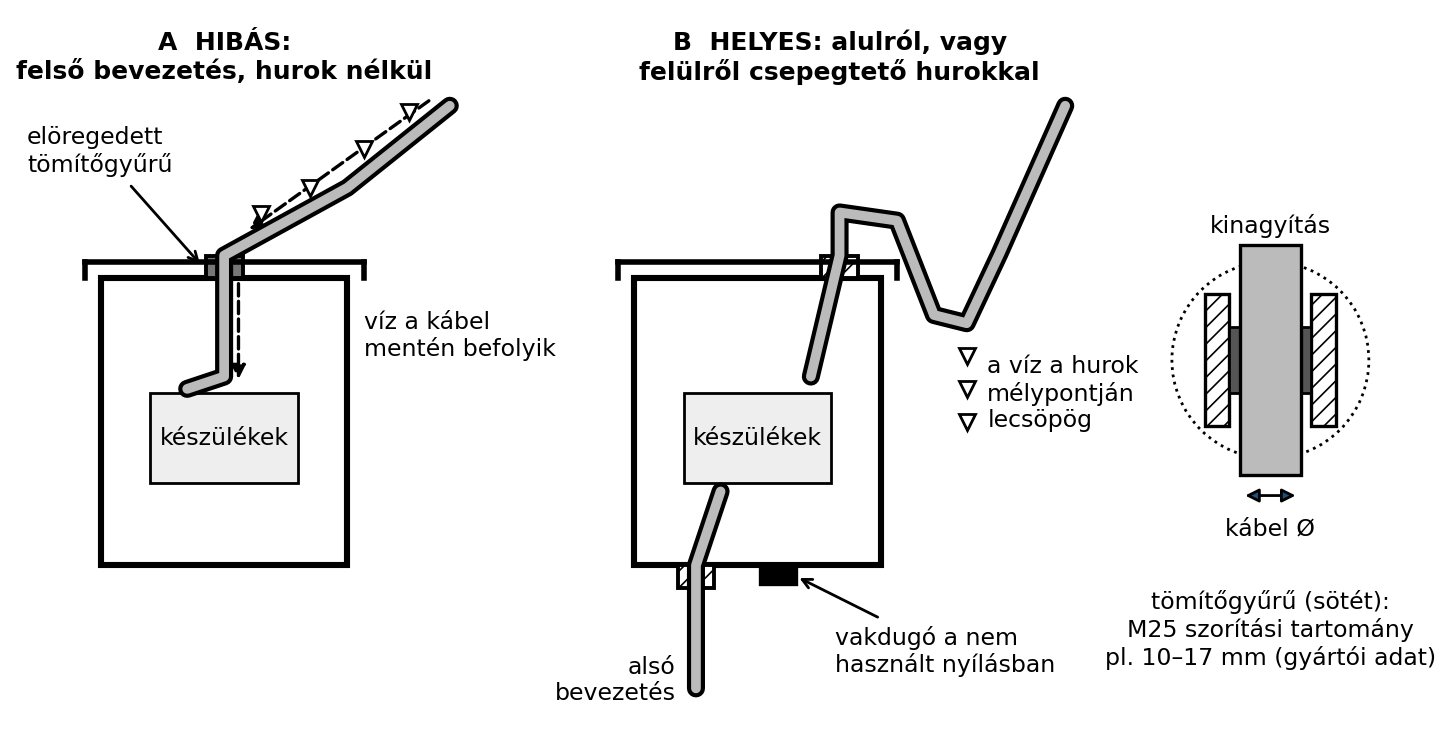 A  HIBÁS:
felső bevezetés, hurok nélkül
elöregedett
tömítőgyűrű
víz a kábel
mentén befolyik
készülékek
B  HELYES: alulról, vagy
felülről csepegtető hurokkal
a víz a hurok
mélypontján
lecsöpög
készülékek
alsó
bevezetés
vakdugó a nem
használt nyílásban
kinagyítás
kábel Ø
tömítőgyűrű (sötét):
M25 szorítási tartomány
pl. 10–17 mm (gyártói adat)